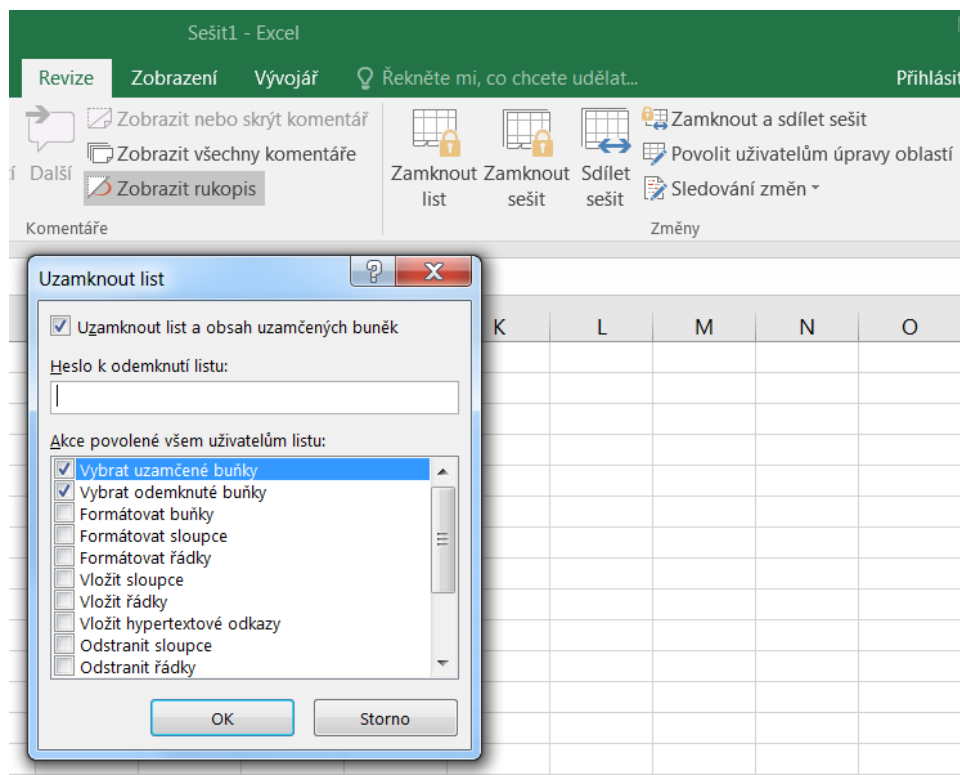 Sešit1 - Excel
Revize Zobrazení Vývojář Řekněte mi, co chcete udělat... Přihlásit
Další
Zobrazit nebo skrýt komentář
Zobrazit všechny komentáře
Zobrazit rukopis
Komentáře
Zamknout list
Zamknout sešit
Sdílet sešit
Zamknout a sdílet sešit
Povolit uživatelům úpravy oblastí
Sledování změn
Změny
Uzamknout list
Uzamknout list a obsah uzamčených buněk
Heslo k odemknutí listu:
Akce povolené všem uživatelům listu:
Vybrat uzamčené buňky
Vybrat odemknuté buňky
Formátovat buňky
Formátovat sloupce
Formátovat řádky
Vložit sloupce
Vložit řádky
Vložit hypertextové odkazy
Odstranit sloupce
Odstranit řádky
OK Storno
K L M N O